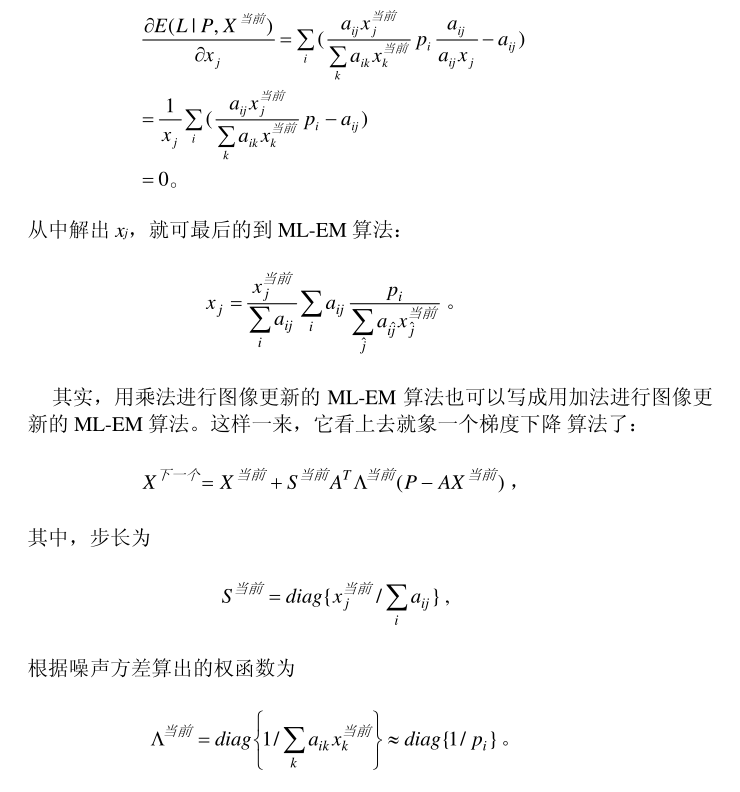 $\frac{\partial E(L \mid P, X^{当前})}{\partial x_j} = \sum_i ( \frac{a_{ij} x_j^{当前}}{\sum_k a_{ik} x_k^{当前}} p_i \frac{a_{ij}}{a_{ij} x_j} - a_{ij} )$
$= \frac{1}{x_j} \sum_i ( \frac{a_{ij} x_j^{当前}}{\sum_k a_{ik} x_k^{当前}} p_i - a_{ij} )$
$= 0$。
从中解出 $x_j$，就可最后的到 ML-EM 算法：
$x_j = \frac{x_j^{当前}}{\sum_i a_{ij}} \sum_i a_{ij} \frac{p_i}{\sum_{\hat{j}} a_{i\hat{j}} x_{\hat{j}}^{当前}}$ 。
其实，用乘法进行图像更新的 ML-EM 算法也可以写成用加法进行图像更
新的 ML-EM 算法。这样一来，它看上去就象一个梯度下降 算法了：
$X^{下一个} = X^{当前} + S^{当前} A^T \Lambda^{当前} (P - AX^{当前})$ ，
其中，步长为
$S^{当前} = diag\{x_j^{当前} / \sum_i a_{ij}\}$ ,
根据噪声方差算出的权函数为
$\Lambda^{当前} = diag\left\{1 / \sum_k a_{ik} x_k^{当前}\right\} \approx diag\{1/ p_i\}$ 。